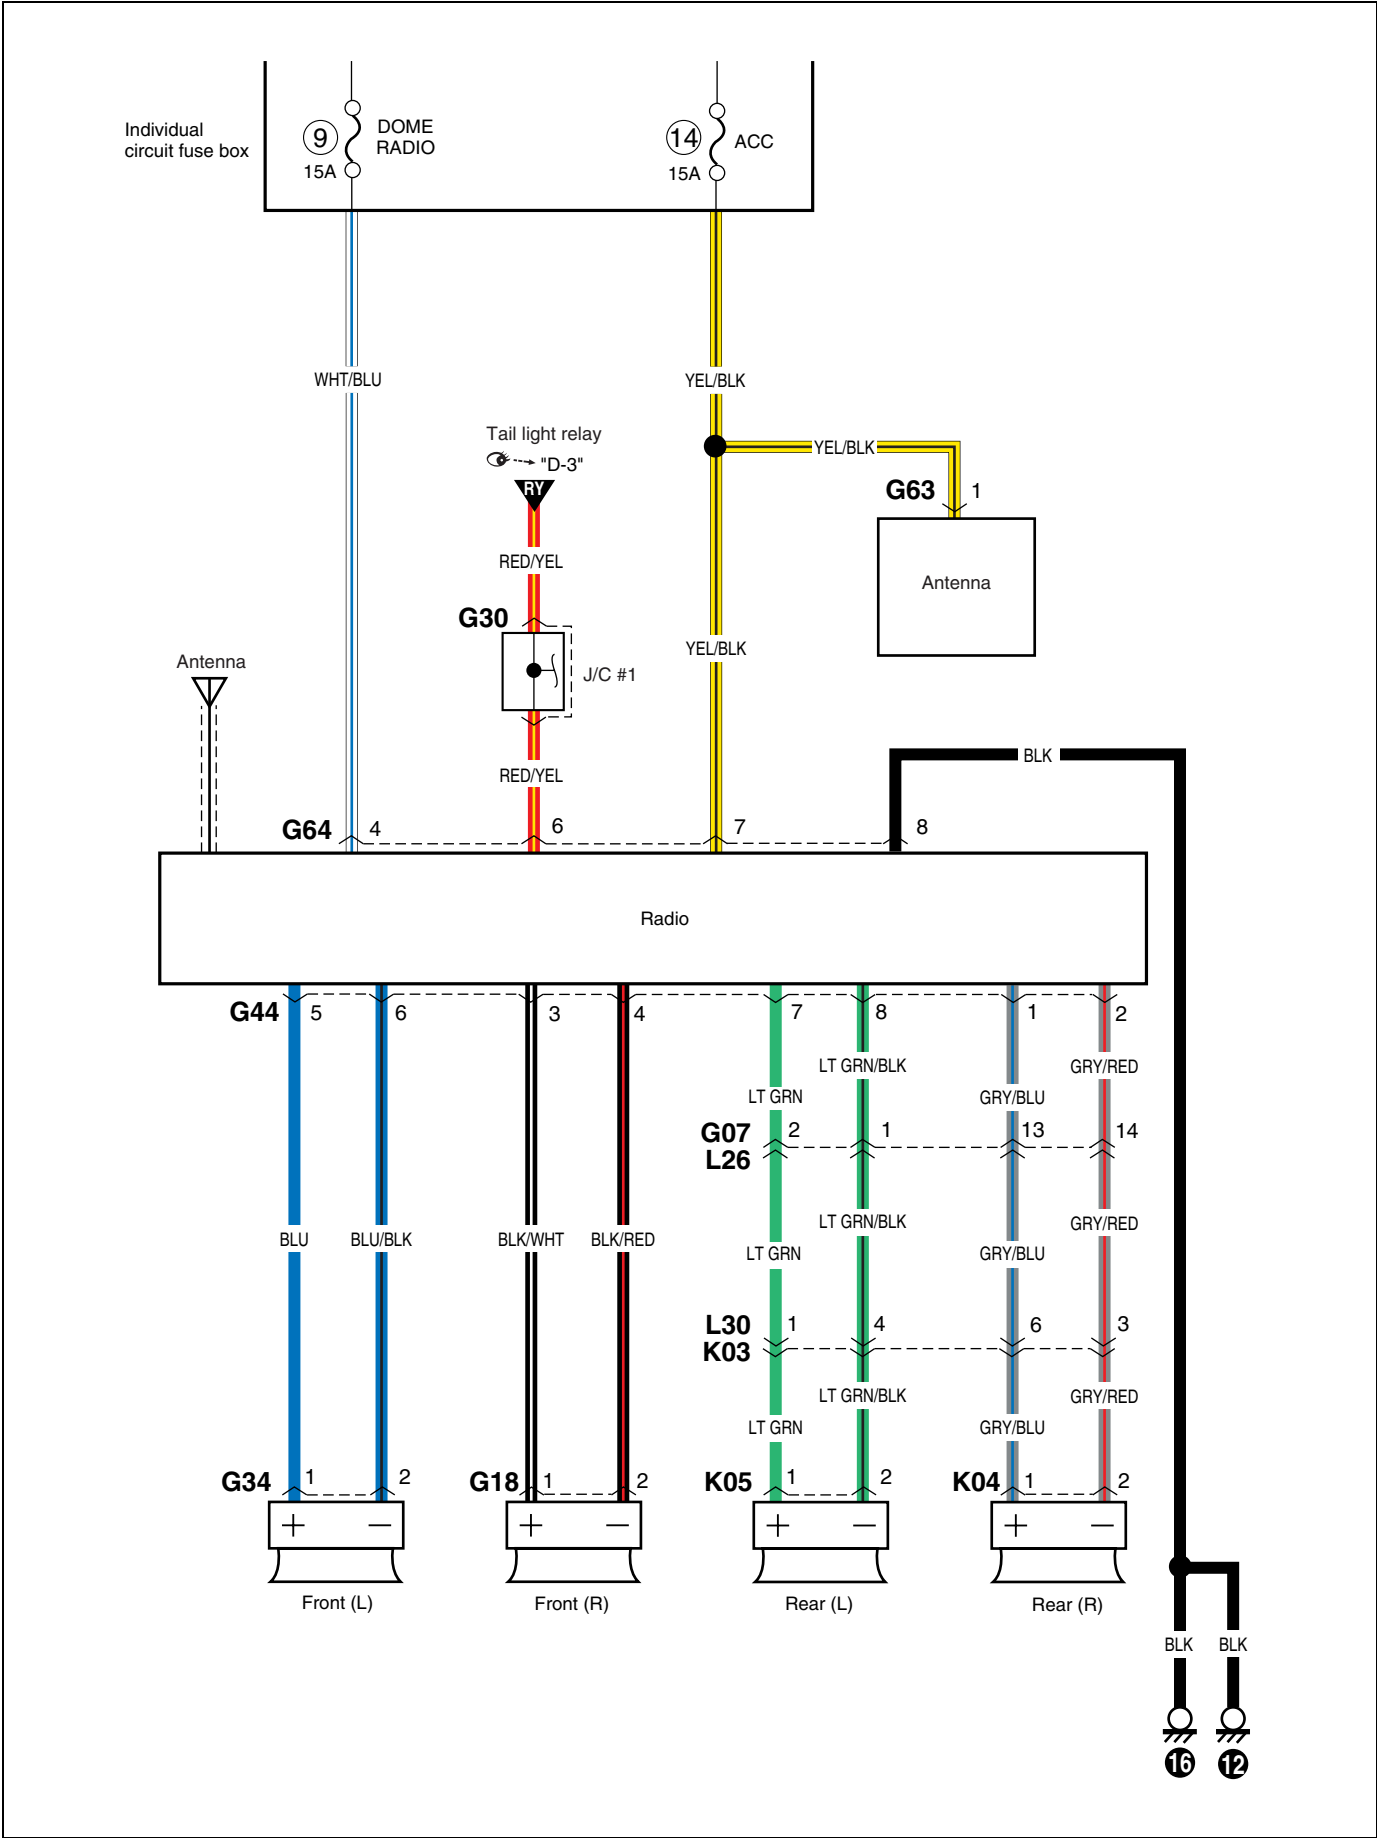 Individual
circuit fuse box
9
15A
DOME
RADIO
14
15A
ACC
WHT/BLU
YEL/BLK
Tail light relay
"D-3"
RY
YEL/BLK
G63 1
Antenna
RED/YEL
G30
J/C #1
YEL/BLK
Antenna
RED/YEL
BLK
G64 4 6 7 8
Radio
G44 5 6 3 4 7 8 1 2
LT GRN/BLK GRY/RED
LT GRN GRY/BLU
G07 2 1 13 14
L26
LT GRN/BLK GRY/RED
BLU BLU/BLK BLK/WHT BLK/RED LT GRN GRY/BLU
L30 1 4 6 3
K03
LT GRN/BLK GRY/RED
LT GRN GRY/BLU
G34 1 2 G18 1 2 K05 1 2 K04 1 2
+ − + − + − + −
Front (L) Front (R) Rear (L) Rear (R)
BLK BLK
16 12